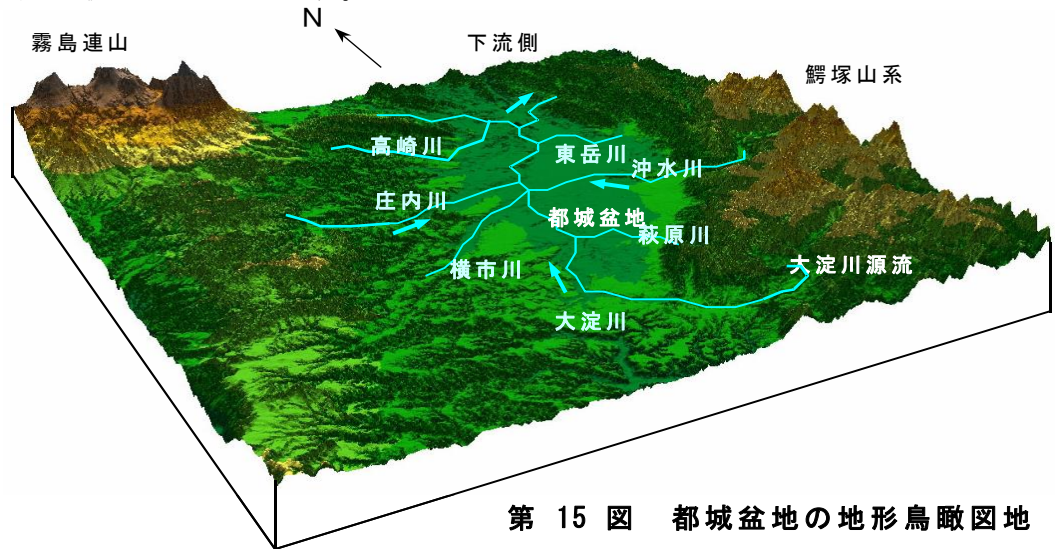 N
霧島連山
下流側
鰐塚山系
高崎川
東岳川
沖水川
庄内川
都城盆地
萩原川
横市川
大淀川源流
大淀川
第 15 図 都城盆地の地形鳥瞰図地